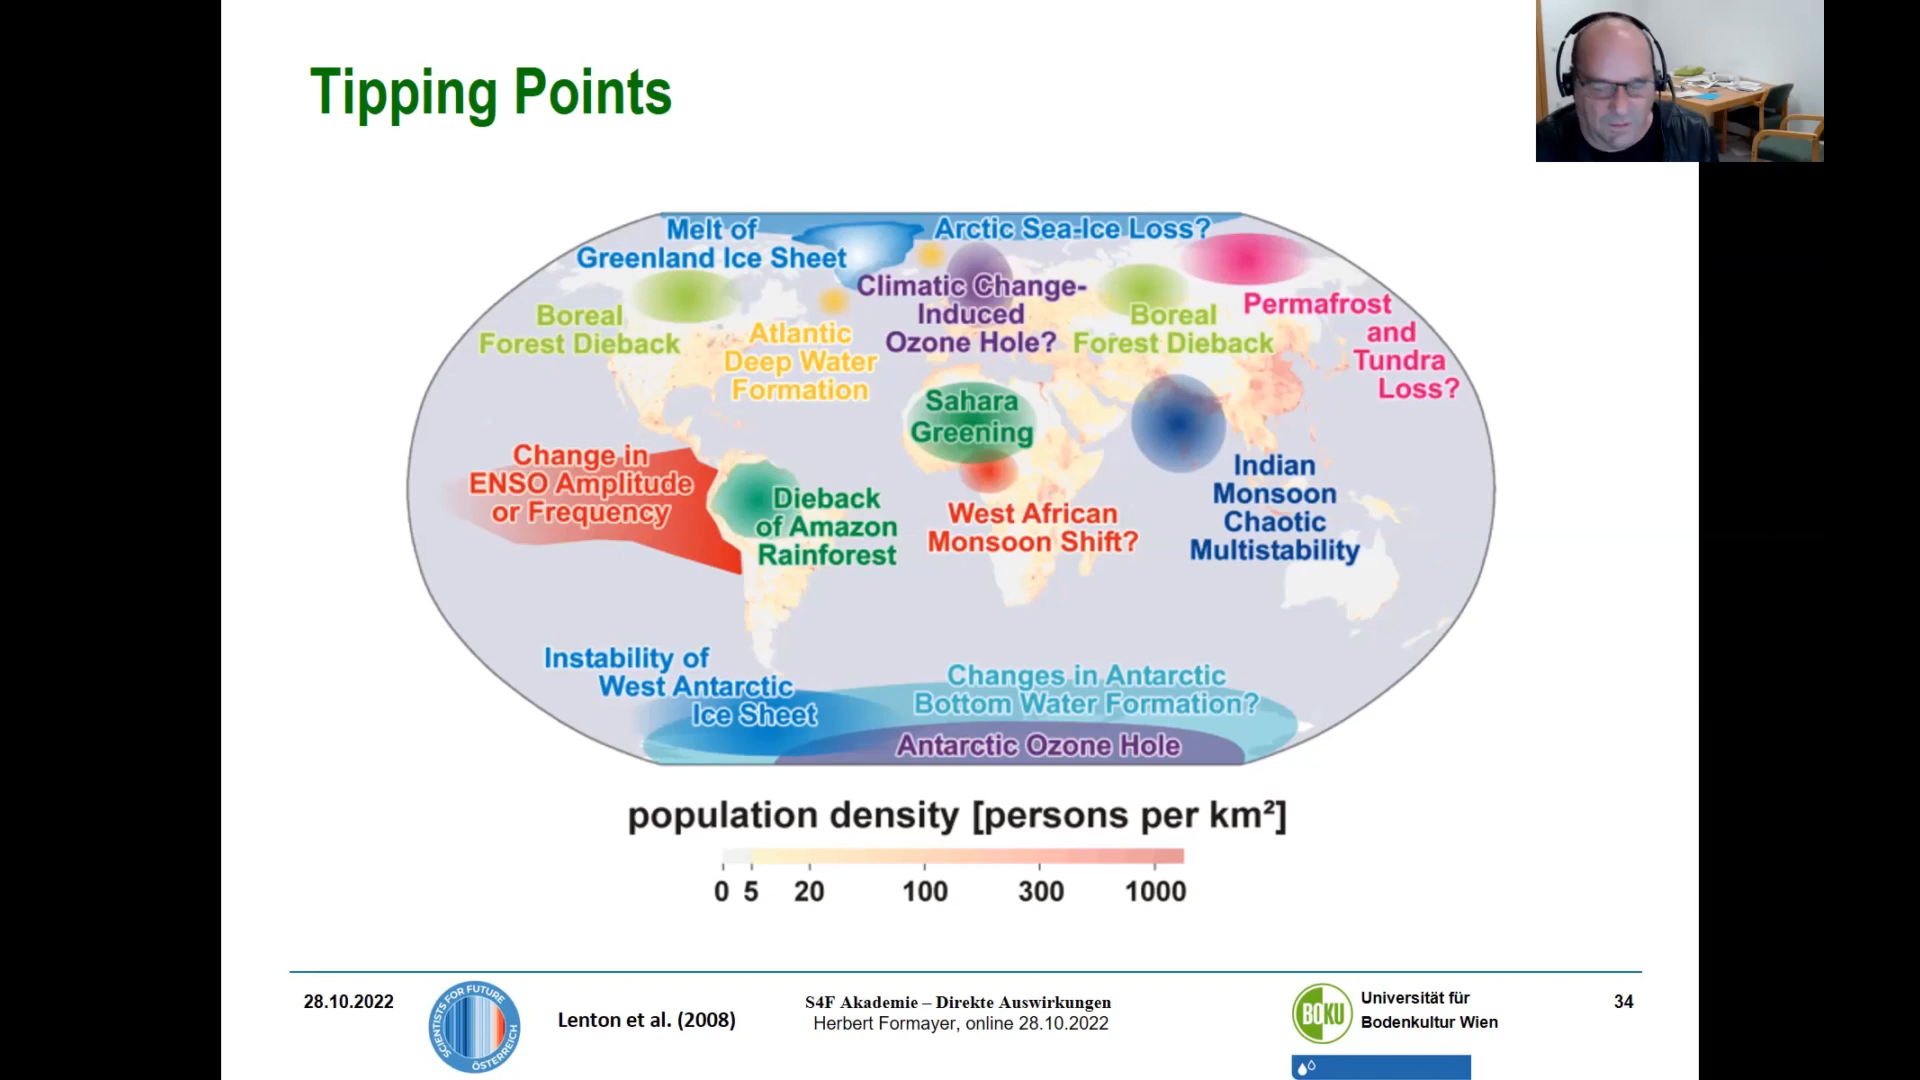 Tipping Points
Melt of
Greenland Ice Sheet
Arctic Sea-Ice Loss?
Climatic Change-
Induced
Ozone Hole?
Boreal
Forest Dieback
Atlantic
Deep Water
Formation
Boreal
Forest Dieback
Permafrost
and
Tundra
Loss?
Sahara
Greening
Change in
ENSO Amplitude
or Frequency
Dieback
of Amazon
Rainforest
West African
Monsoon Shift?
Indian
Monsoon
Chaotic
Multistability
Instability of
West Antarctic
Ice Sheet
Changes in Antarctic
Bottom Water Formation?
Antarctic Ozone Hole
population density [persons per km²]
0 5 20 100 300 1000
28.10.2022
SCIENTISTS FOR FUTURE
ÖSTERREICH
Lenton et al. (2008)
S4F Akademie – Direkte Auswirkungen
Herbert Formayer, online 28.10.2022
BOKU
Universität für
Bodenkultur Wien
34